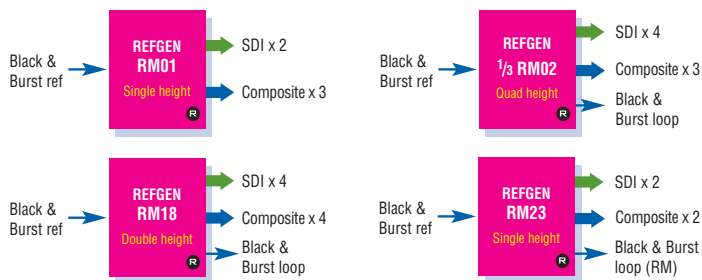 Black &
Burst ref
REFGEN
RM01
Single height
R
SDI x 2
Composite x 3
Black &
Burst ref
REFGEN
1/3 RM02
Quad height
R
SDI x 4
Composite x 3
Black &
Burst loop
Black &
Burst ref
REFGEN
RM18
Double height
R
SDI x 4
Composite x 4
Black &
Burst loop
Black &
Burst ref
REFGEN
RM23
Single height
R
SDI x 2
Composite x 2
Black & Burst
loop (RM)